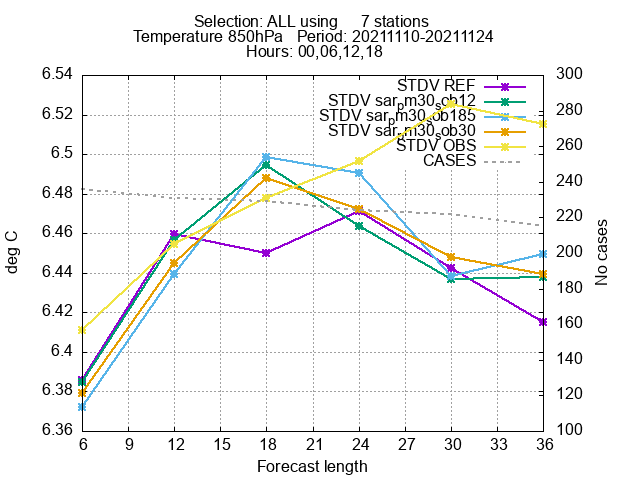 Selection: ALL using 7 stations
Temperature 850hPa Period: 20211110-20211124
Hours: 00,06,12,18
STDV REF
STDV sarpm30sob12
STDV sarpm30sob185
STDV sarpm30sob30
STDV OBS
CASES
6.54
6.52
6.5
6.48
6.46
6.44
6.42
6.4
6.38
6.36
deg C
300
280
260
240
220
200
180
160
140
120
100
No cases
6 9 12 15 18 21 24 27 30 33 36
Forecast length